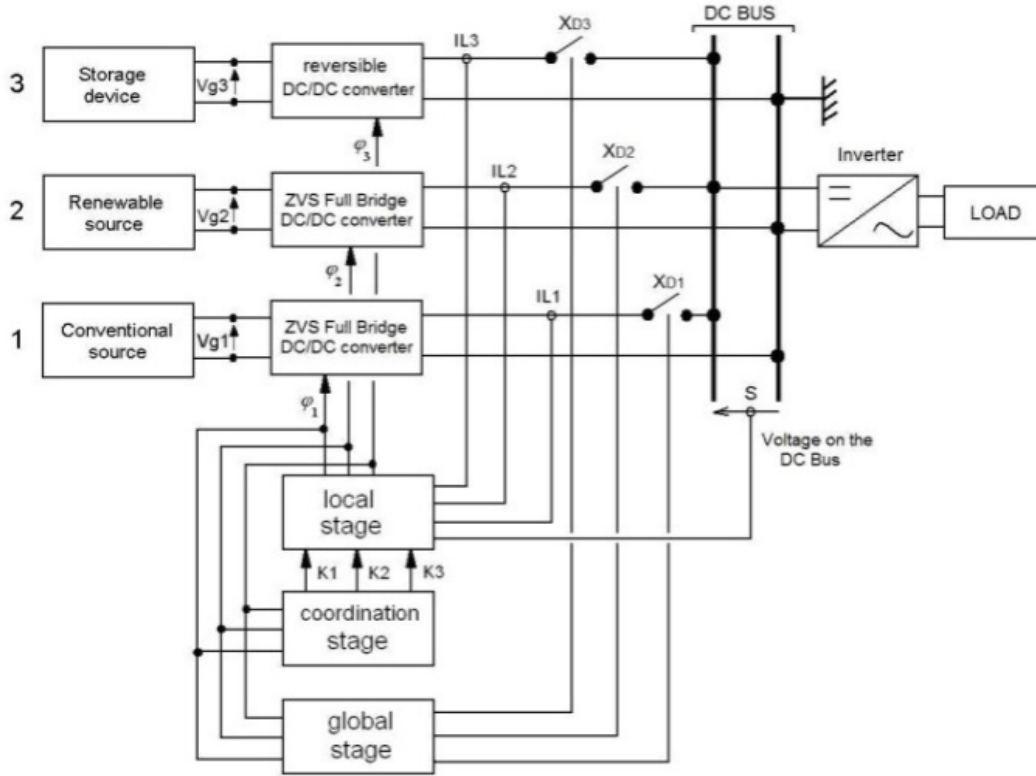 DC BUS
XD3
IL3
3
Storage
device
Vg3
reversible
DC/DC converter
φ3
XD2
IL2
Inverter
2
Renewable
source
Vg2
ZVS Full Bridge
DC/DC converter
LOAD
φ2
XD1
IL1
1
Conventional
source
Vg1
ZVS Full Bridge
DC/DC converter
φ1
S
Voltage on the
DC Bus
local
stage
K1
K2
K3
coordination
stage
global
stage